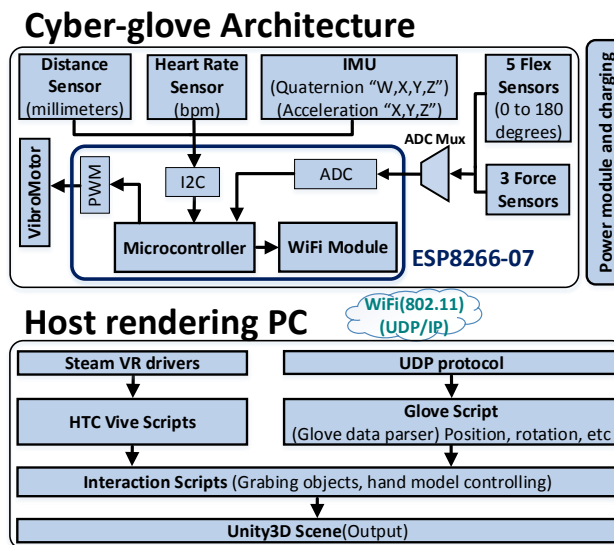 Cyber-glove Architecture
Distance
Sensor
(millimeters)
Heart Rate
Sensor
(bpm)
IMU
(Quaternion “W,X,Y,Z”)
(Acceleration “X,Y,Z”)
5 Flex
Sensors
(0 to 180
degrees)
ADC Mux
3 Force
Sensors
Power module and charging
VibroMotor
PWM
I2C
ADC
Microcontroller
WiFi Module
ESP8266-07
WiFi(802.11)
(UDP/IP)
Host rendering PC
Steam VR drivers
UDP protocol
HTC Vive Scripts
Glove Script
(Glove data parser) Position, rotation, etc
Interaction Scripts (Grabing objects, hand model controlling)
Unity3D Scene(Output)